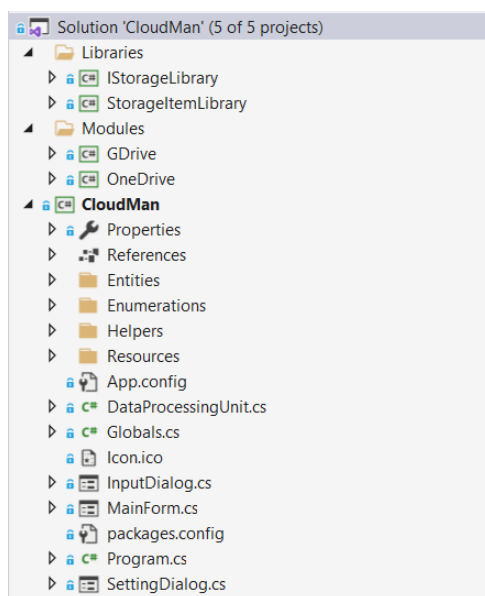 Solution 'CloudMan' (5 of 5 projects)
Libraries
C# IStorageLibrary
C# StorageItemLibrary
Modules
C# GDrive
C# OneDrive
C# CloudMan
Properties
References
Entities
Enumerations
Helpers
Resources
App.config
C# DataProcessingUnit.cs
C# Globals.cs
Icon.ico
InputDialog.cs
MainForm.cs
packages.config
C# Program.cs
SettingDialog.cs